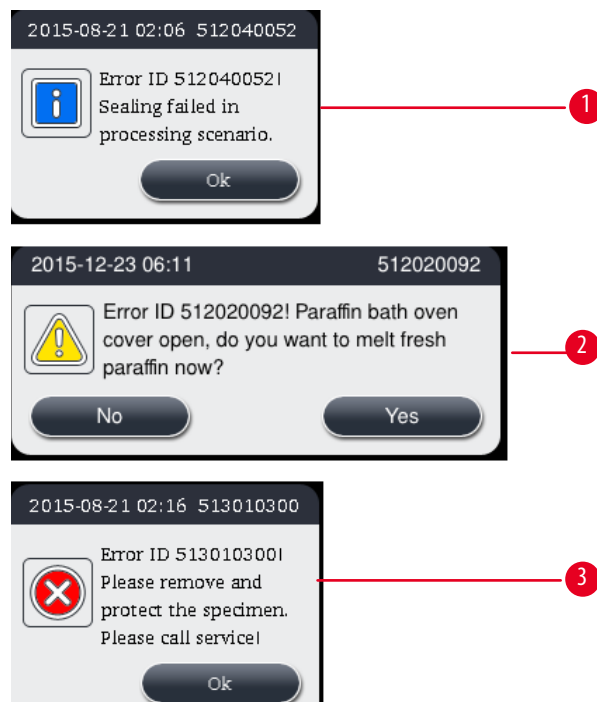 2015-08-21 02:06 512040052
Error ID 512040052!
Sealing failed in
processing scenario.
Ok
1
2015-12-23 06:11 512020092
Error ID 512020092! Paraffin bath oven
cover open, do you want to melt fresh
paraffin now?
No Yes
2
2015-08-21 02:16 513010300
Error ID 513010300!
Please remove and
protect the specimen.
Please call service!
Ok
3